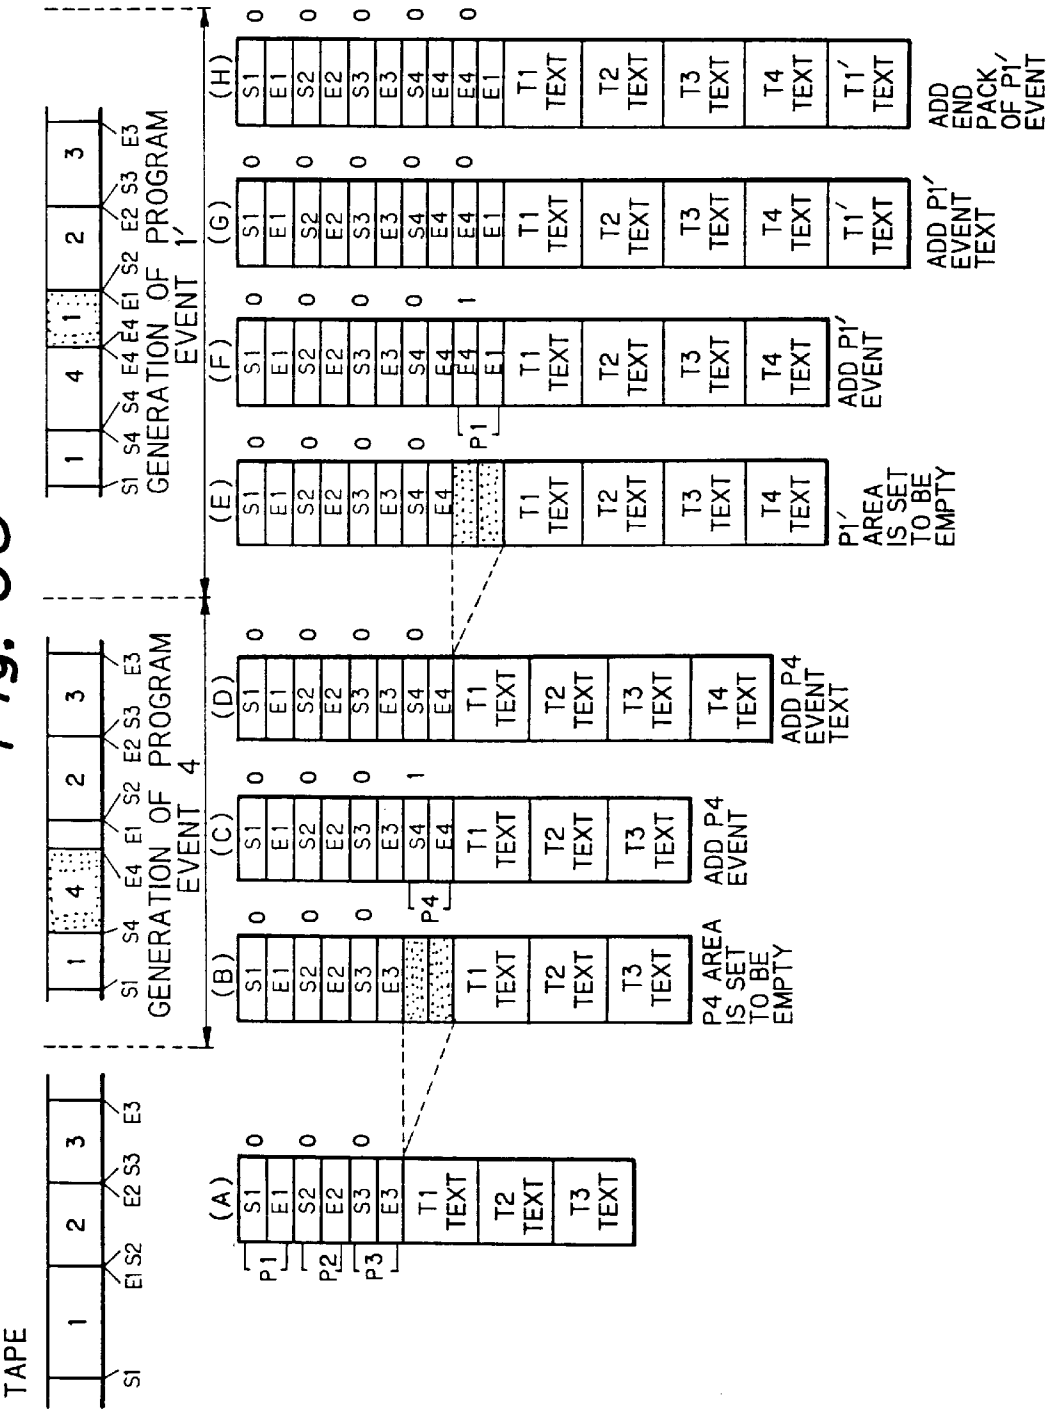 Fig.
TAPE
1 2 3
S1 E1 S2 E2 S3 E3
1 4 2 3
S1 S4 E4 E1 S2 E2 S3 E3
GENERATION OF PROGRAM
EVENT 4
1 4 1 2 3
S1 S4 S4 E4 E4 E1 S2 E2 S3 E3
GENERATION OF PROGRAM
EVENT 1′
(A)
P1
P2
P3
S1 0
E1
S2 0
E2
S3 0
E3
T1
TEXT
T2
TEXT
T3
TEXT
(B)
S1 0
E1
S2 0
E2
S3 0
E3
T1
TEXT
T2
TEXT
T3
TEXT
P4 AREA
IS SET
TO BE
EMPTY
(C)
P4
S1 0
E1
S2 0
E2
S3 0
E3
S4 1
E4
T1
TEXT
T2
TEXT
T3
TEXT
ADD P4
EVENT
(D)
S1 0
E1
S2 0
E2
S3 0
E3
S4 0
E4
T1
TEXT
T2
TEXT
T3
TEXT
T4
TEXT
ADD P4
EVENT
TEXT
(E)
S1 0
E1
S2 0
E2
S3 0
E3
S4 0
E4
T1
TEXT
T2
TEXT
T3
TEXT
T4
TEXT
P1′
AREA
IS SET
TO BE
EMPTY
(F)
P1
S1 0
E1
S2 0
E2
S3 0
E3
S4 0
E4
E4 1
E1
T1
TEXT
T2
TEXT
T3
TEXT
T4
TEXT
ADD P1′
EVENT
(G)
S1 0
E1
S2 0
E2
S3 0
E3
S4 0
E4
E4 0
E1
T1
TEXT
T2
TEXT
T3
TEXT
T4
TEXT
T1′
TEXT
ADD P1′
EVENT
TEXT
(H)
S1 0
E1
S2 0
E2
S3 0
E3
S4 0
E4
E4 0
E1
T1
TEXT
T2
TEXT
T3
TEXT
T4
TEXT
T1′
TEXT
ADD
END
PACK
OF P1′
EVENT